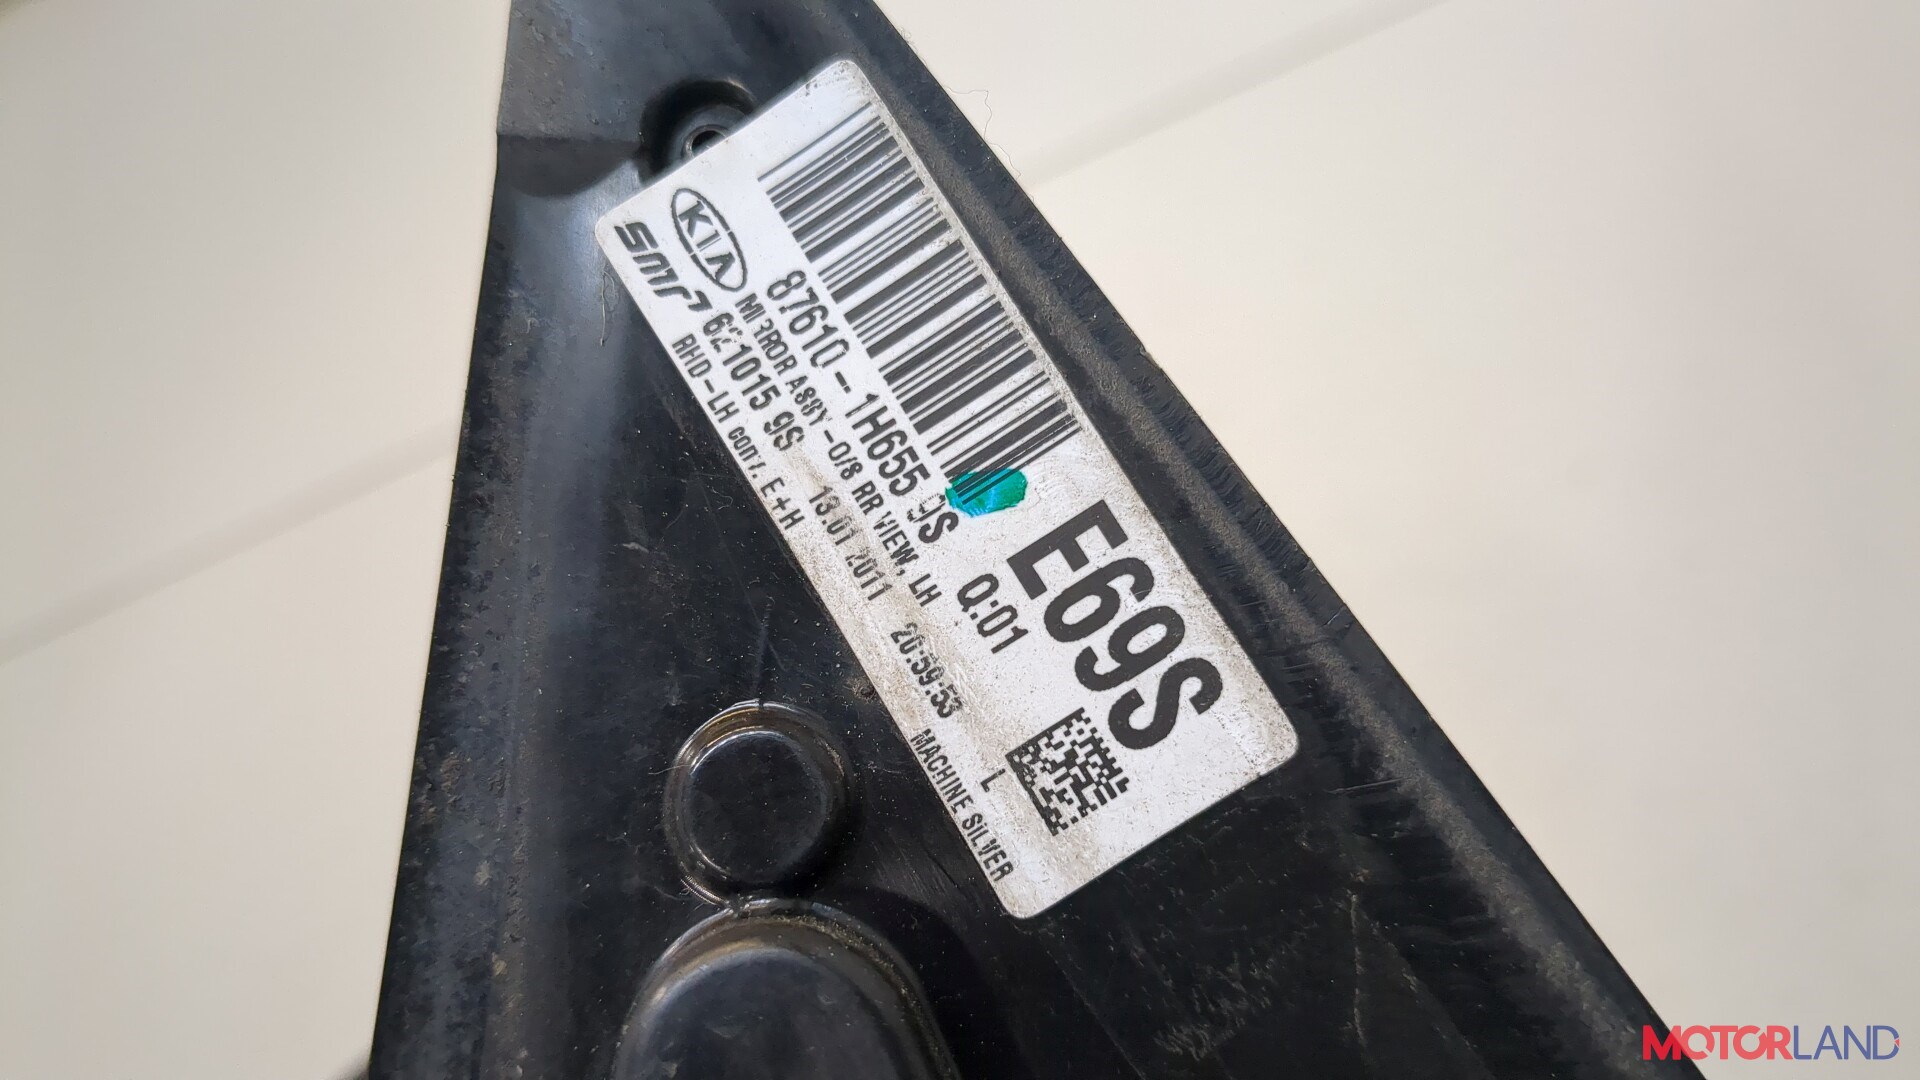 KIA
smr
87610-1H655 9S
MIRROR ASSY-O/S RR VIEW, LH
621015 9S 13.01.2011 20:59:53
RHD-LH conv. E+H MACHINE SILVER
Q:01
L
E69S
MOTORLAND